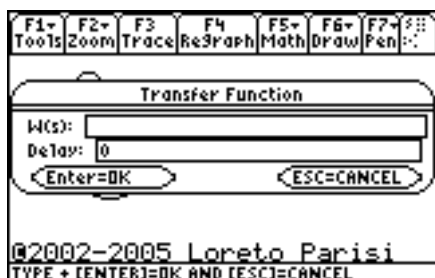 F1▾ F2▾ F3 F4 F5▾ F6▾ F7▾
Tools Zoom Trace ReGraph Math Draw Pen
Transfer Function
W(s):
Delay: 0
Enter=OK ESC=CANCEL
@2002-2005 Loreto Parisi
TYPE + [ENTER]=OK AND [ESC]=CANCEL